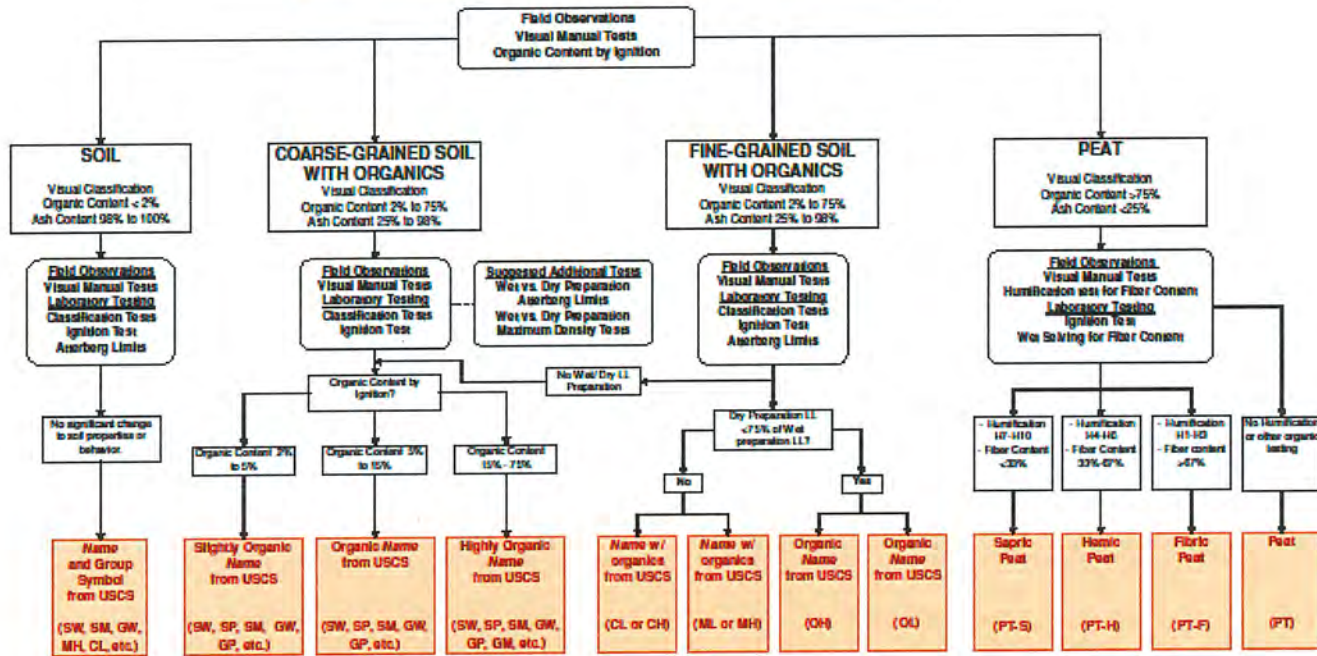 Field Observations
Visual Manual Tests
Organic Content by Ignition
SOIL
Visual Classification
Organic Content < 2%
Ash Content 98% to 100%
COARSE-GRAINED SOIL
WITH ORGANICS
Visual Classification
Organic Content 2% to 75%
Ash Content 25% to 98%
FINE-GRAINED SOIL
WITH ORGANICS
Visual Classification
Organic Content 2% to 75%
Ash Content 25% to 98%
PEAT
Visual Classification
Organic Content >75%
Ash Content <25%
Field Observations
Visual Manual Tests
Laboratory Testing
Classification Tests
Ignition Test
Atterberg Limits
Field Observations
Visual Manual Tests
Laboratory Testing
Classification Tests
Ignition Test
Suggested Additional Tests
Wet vs. Dry Preparation
Atterberg Limits
Wet vs. Dry Preparation
Maximum Density Tests
Field Observations
Visual Manual Tests
Laboratory Testing
Classification Tests
Ignition Test
Atterberg Limits
Field Observations
Visual Manual Tests
Humification test for Fiber Content
Laboratory Testing
Ignition Test
Wet Seiving for Fiber Content
No significant change
to soil properties or
behavior.
Organic Content by
Ignition?
No Wet/Dry LL
Preparation
Dry Preparation LL
<75% of Wet
preparation LL?
Organic Content 2%
to 5%
Organic Content 5%
to 15%
Organic Content
15% - 75%
No
Yes
- Humification
H7-H10
- Fiber Content
<33%
- Humification
H4-H6
- Fiber Content
33%-67%
- Humification
H1-H3
- Fiber content
>67%
No Humification
or other organic
testing
Name
and Group
Symbol
from USCS
(SW, SM, GW,
MH, CL, etc.)
Slightly Organic
Name
from USCS
(SW, SP, SM, GW,
GP, etc.)
Organic Name
from USCS
(SW, SP, SM, GW,
GP, etc.)
Highly Organic
Name
from USCS
(SW, SP, SM, GW,
GP, GM, etc.)
Name w/
organics
from USCS
(CL or CH)
Name w/
organics
from USCS
(ML or MH)
Organic
Name from
USCS
(OH)
Organic
Name from
USCS
(OL)
Sapric
Peat
(PT-S)
Hemic
Peat
(PT-H)
Fibric
Peat
(PT-F)
Peat
(PT)